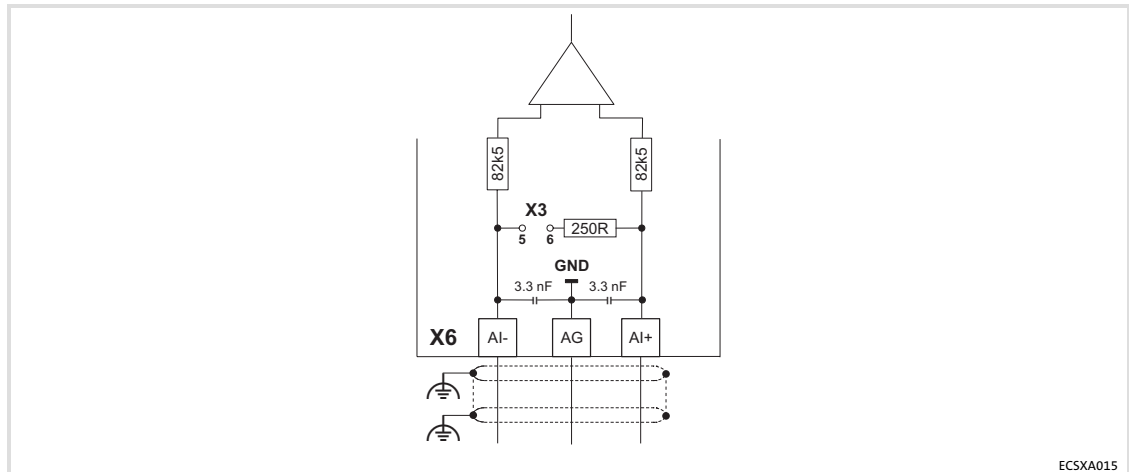 82k5
82k5
X3
5
6
250R
GND
3.3 nF
3.3 nF
X6
AI-
AG
AI+
ECSXA015